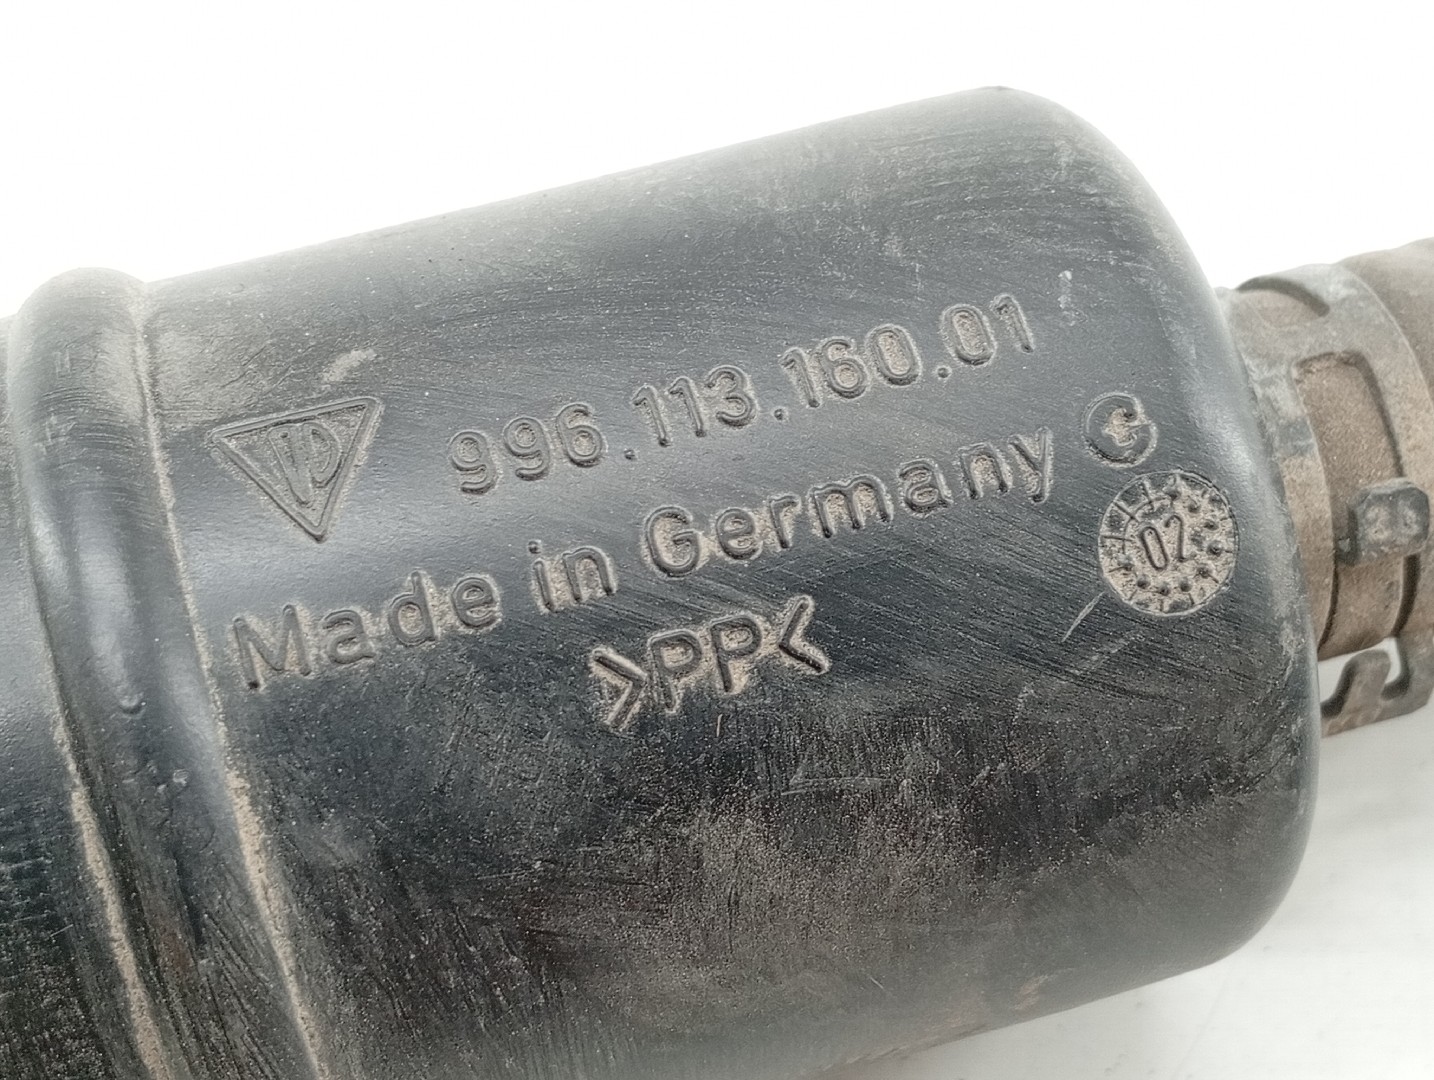 996.113.160.01
Made in Germany
>PP<
02